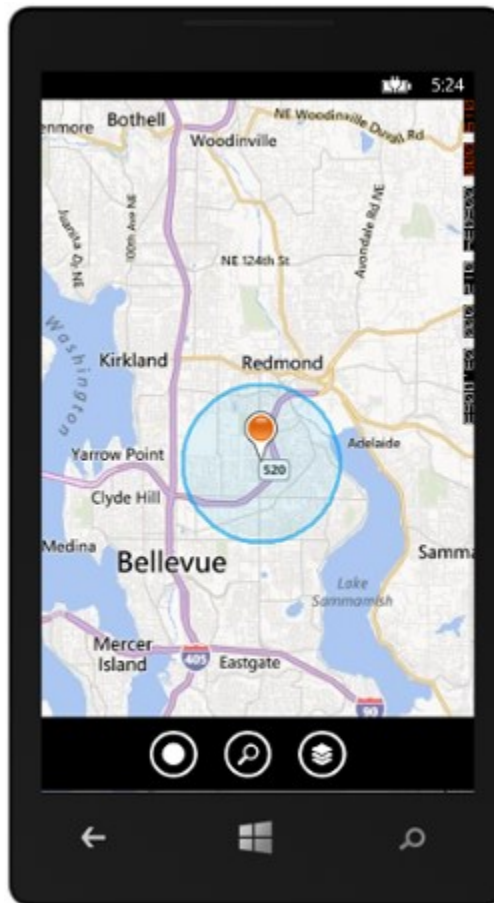 5:24
enmore
Bothell
NE Woodinville Duvall Rd
Woodinville
Juanita Dr NE
100th Ave NE
Avondale Rd NE
NE 124th St
Washington
Kirkland
Redmond
Yarrow Point
Adelaide
520
Clyde Hill
Medina
Bellevue
Samma
Lake
Sammamish
Mercer
Island
405
Eastgate
90